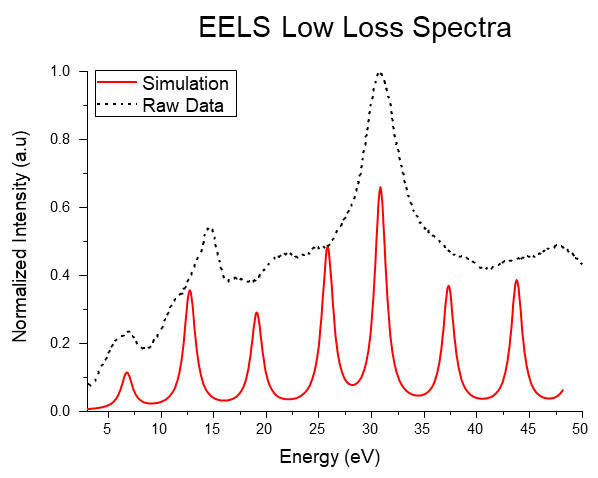 EELS Low Loss Spectra
Simulation
Raw Data
Normalized Intensity (a.u)
1.0
0.8
0.6
0.4
0.2
0.0
5 10 15 20 25 30 35 40 45 50
Energy (eV)